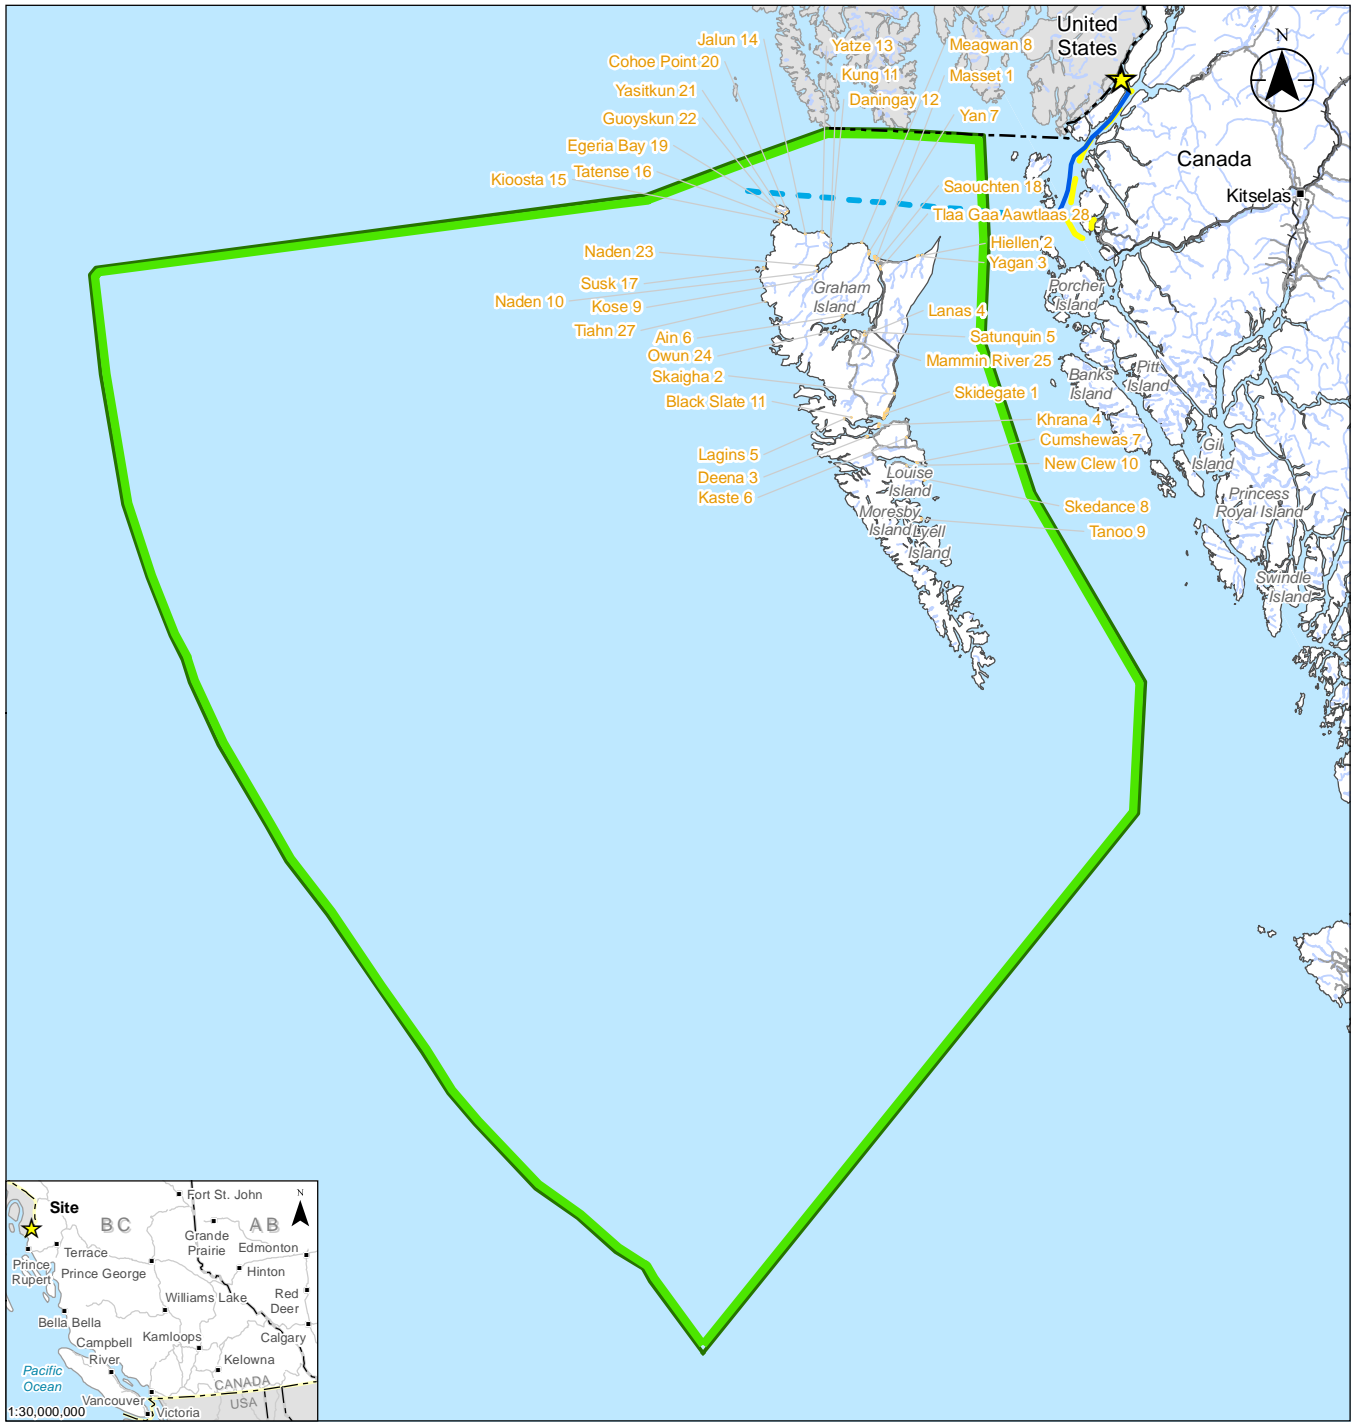 United
States
N
Jalun 14
Yatze 13
Meagwan 8
Cohoe Point 20
Kung 11
Masset 1
Yasitkun 21
Daningay 12
Guoyskun 22
Yan 7
Egeria Bay 19
Canada
Tatense 16
Kioosta 15
Saouchten 18
Kitselas
Tlaa Gaa Aawtlaas 28
Hiellen 2
Naden 23
Yagan 3
Susk 17
Graham
Island
Porcher
Island
Naden 10
Kose 9
Lanas 4
Tiahn 27
Ain 6
Satunquin 5
Owun 24
Mammin River 25
Skaigha 2
Banks
Island
Pitt
Island
Black Slate 11
Skidegate 1
Khrana 4
Cumshewas 7
Lagins 5
New Clew 10
Gil
Island
Deena 3
Louise
Island
Kaste 6
Princess
Royal Island
Skedance 8
Moresby
Island
Lyell
Island
Tanoo 9
Swindle
Island
Site
N
Fort St. John
BC
AB
Grande
Prairie
Edmonton
Terrace
Prince
Rupert
Prince George
Hinton
Red
Deer
Williams Lake
Bella Bella
Campbell
River
Kamloops
Calgary
Kelowna
Pacific
Ocean
CANADA
USA
Vancouver
Victoria
1:30,000,000